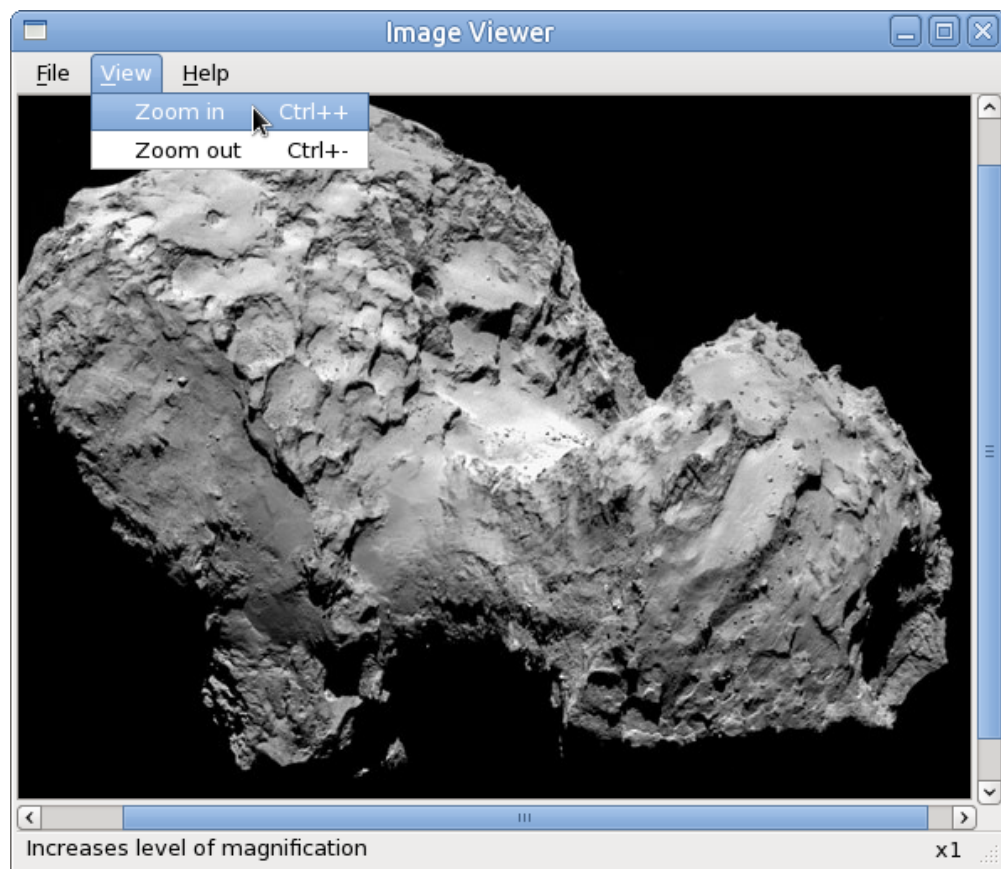 Image Viewer
File View Help
Zoom in Ctrl++
Zoom out Ctrl+-
Increases level of magnification x1